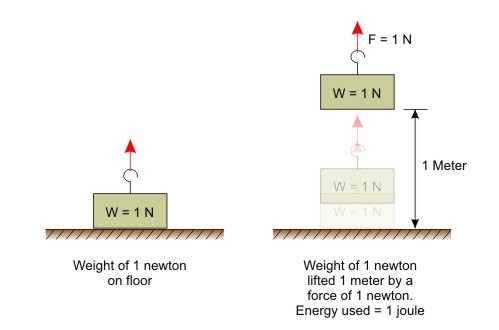 F = 1 N
W = 1 N
W = 1 N
1 Meter
W = 1 N
W = 1 N
Weight of 1 newton
on floor
Weight of 1 newton
lifted 1 meter by a
force of 1 newton.
Energy used = 1 joule